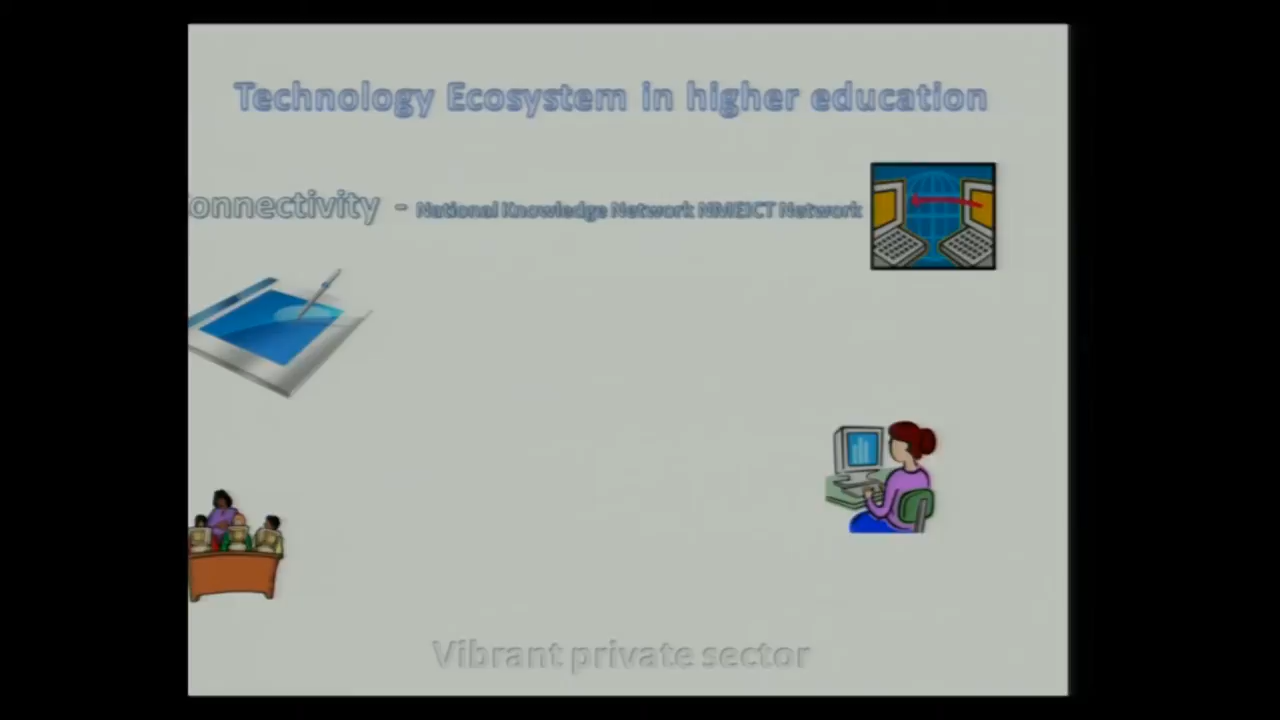 Technology Ecosystem in higher education
onnectivity - National Knowledge Network NMEICT Network
Vibrant private sector